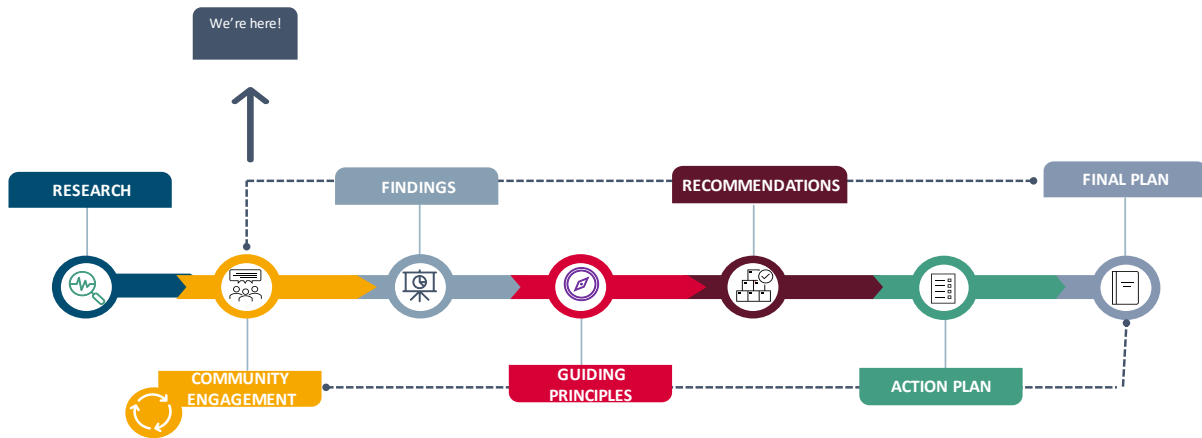 We're here!
RESEARCH
FINDINGS
RECOMMENDATIONS
FINAL PLAN
COMMUNITY
ENGAGEMENT
GUIDING
PRINCIPLES
ACTION PLAN